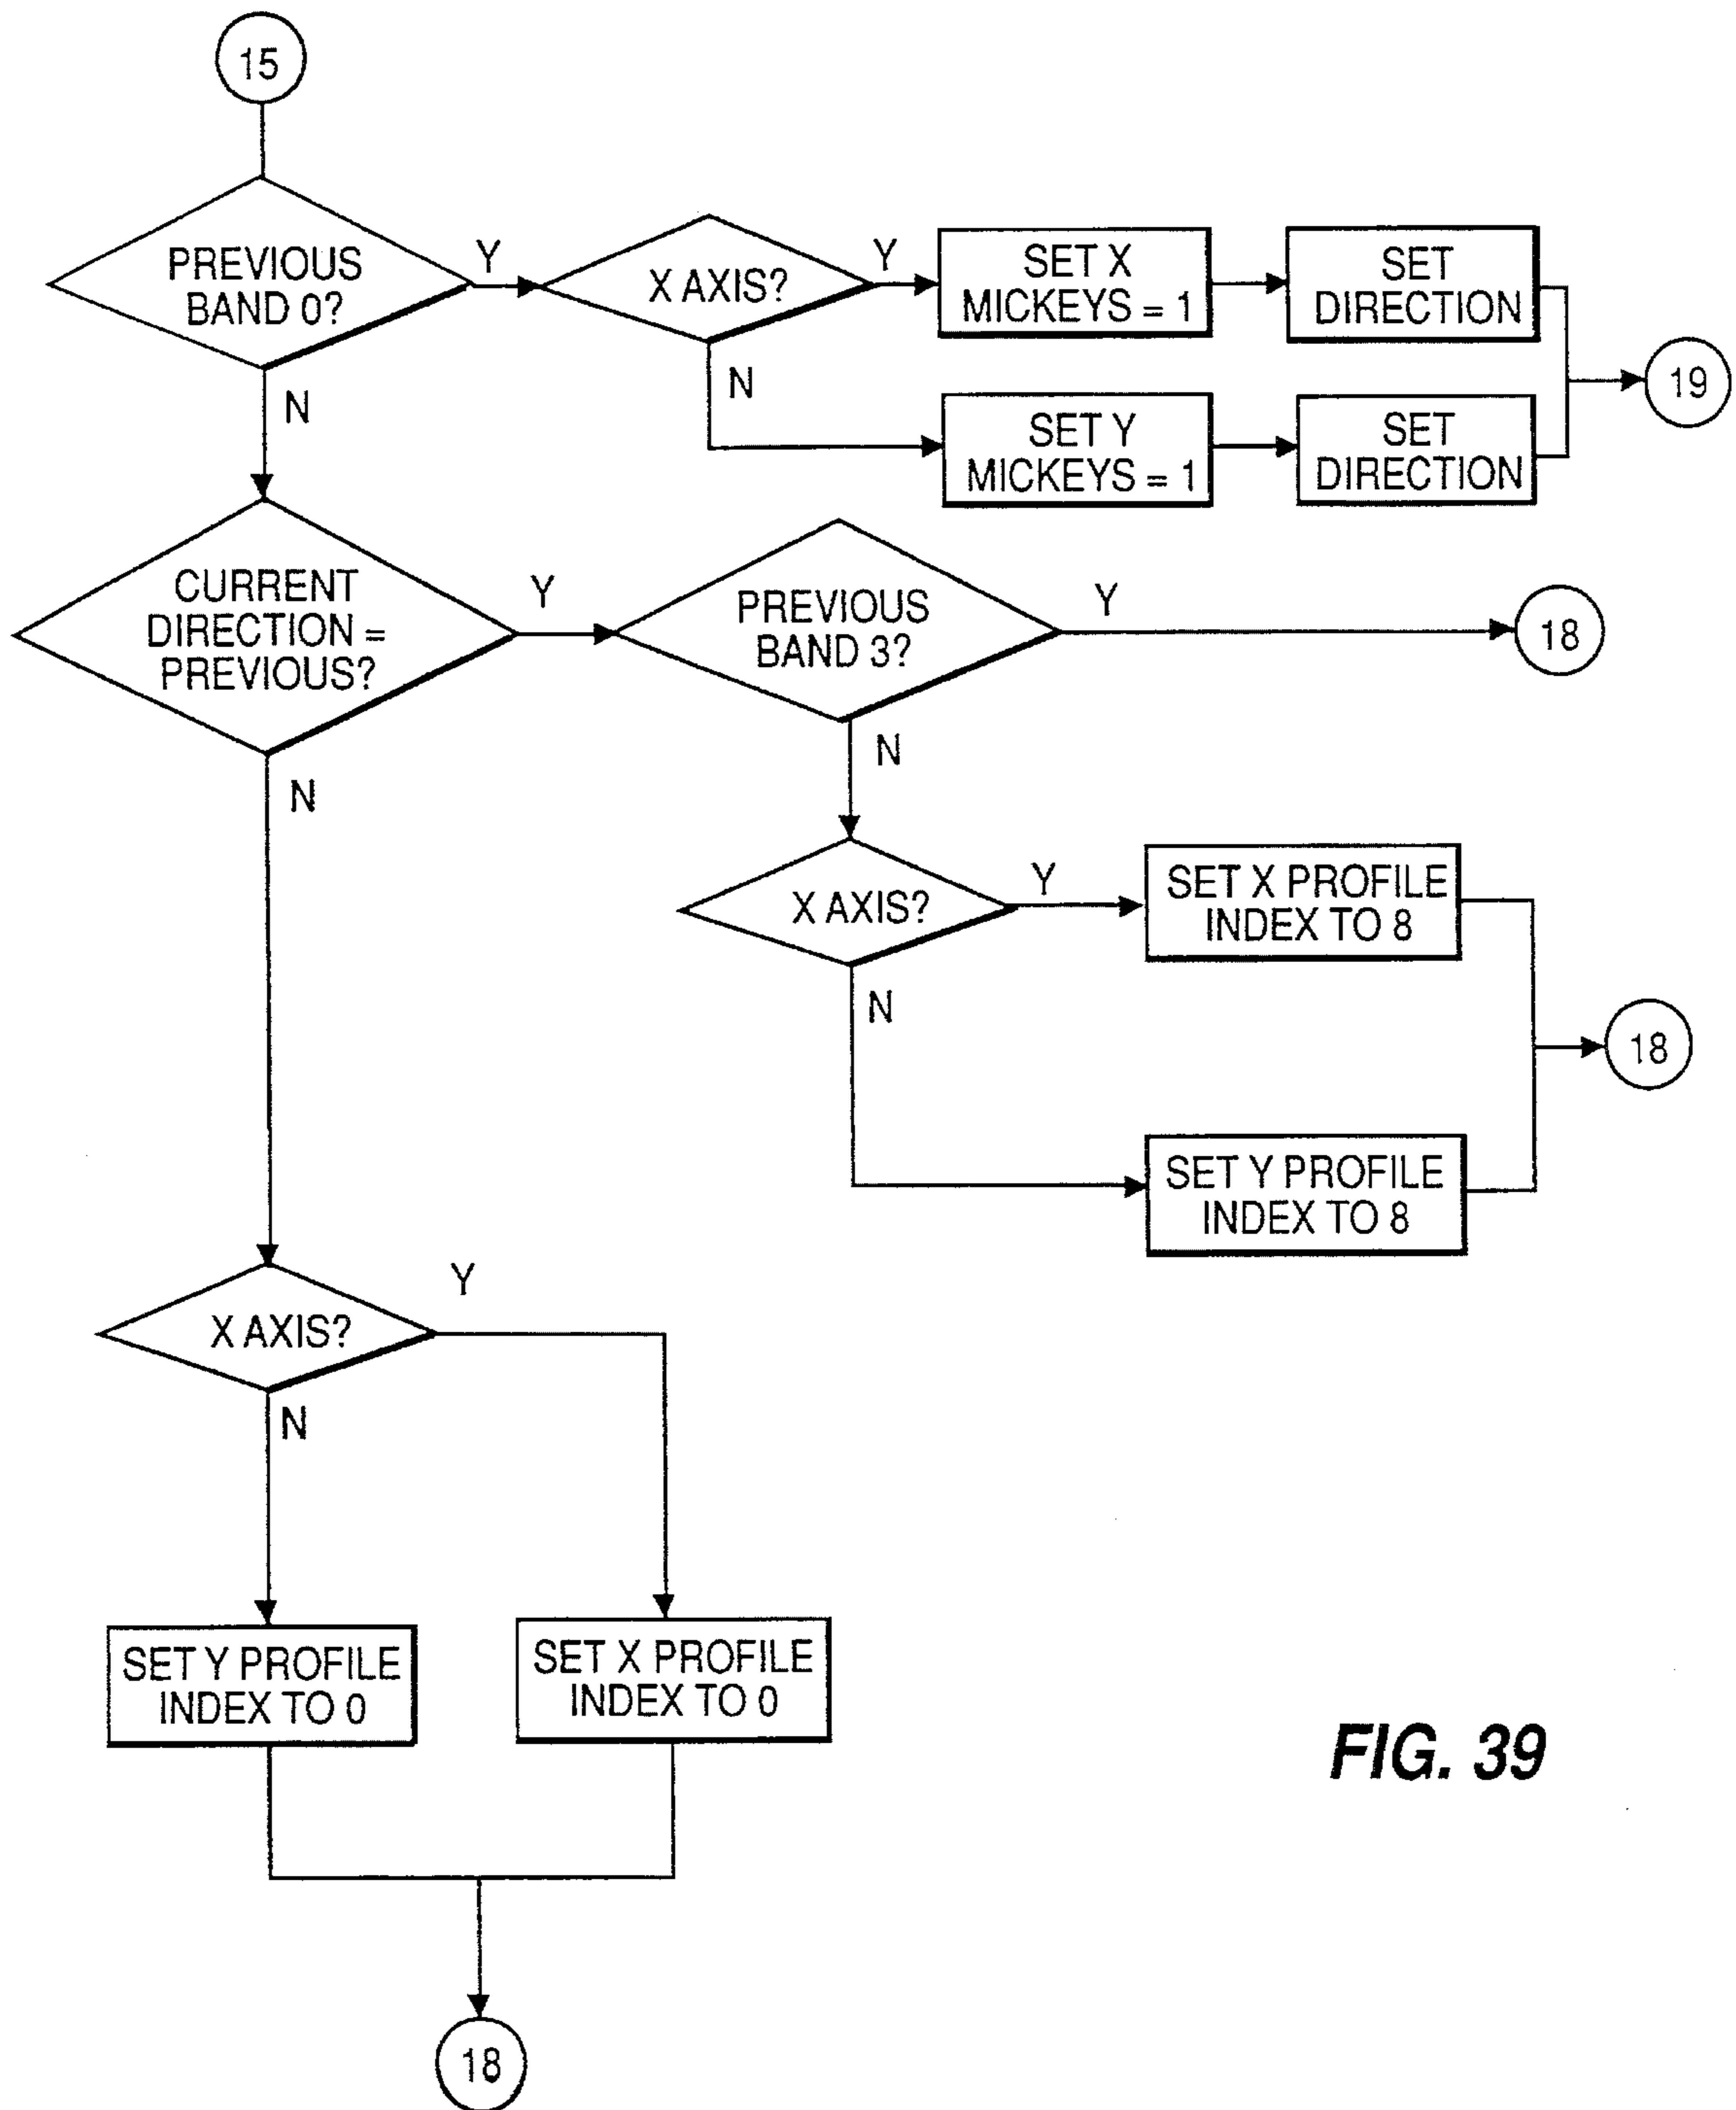 15
PREVIOUS
BAND 0?
Y
X AXIS?
Y
SET X
MICKEYS = 1
SET
DIRECTION
N
N
SET Y
MICKEYS = 1
SET
DIRECTION
19
CURRENT
DIRECTION =
PREVIOUS?
Y
PREVIOUS
BAND 3?
Y
18
N
N
X AXIS?
Y
SET X PROFILE
INDEX TO 8
N
18
SET Y PROFILE
INDEX TO 8
X AXIS?
Y
N
SET Y PROFILE
INDEX TO 0
SET X PROFILE
INDEX TO 0
18
FIG. 39